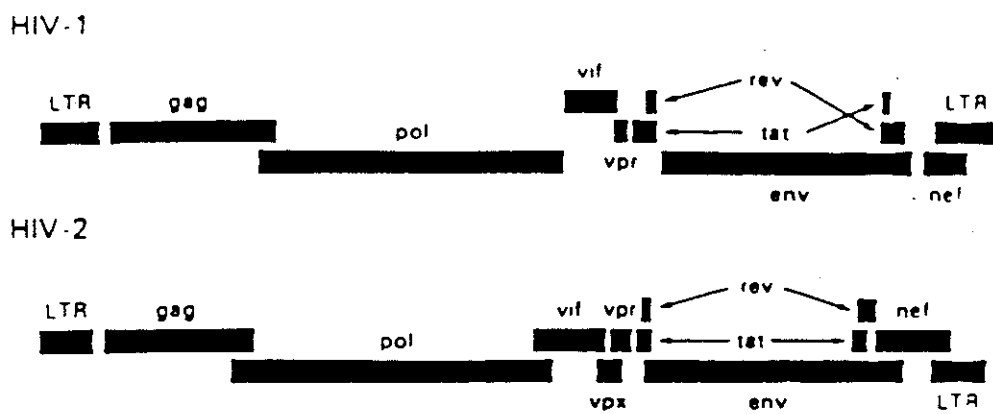 HIV-1
vif rev
LTR gag LTR
pol tat
vpr
env nef
HIV-2
rev
LTR gag vif vpr nef
pol tat
vpx env LTR